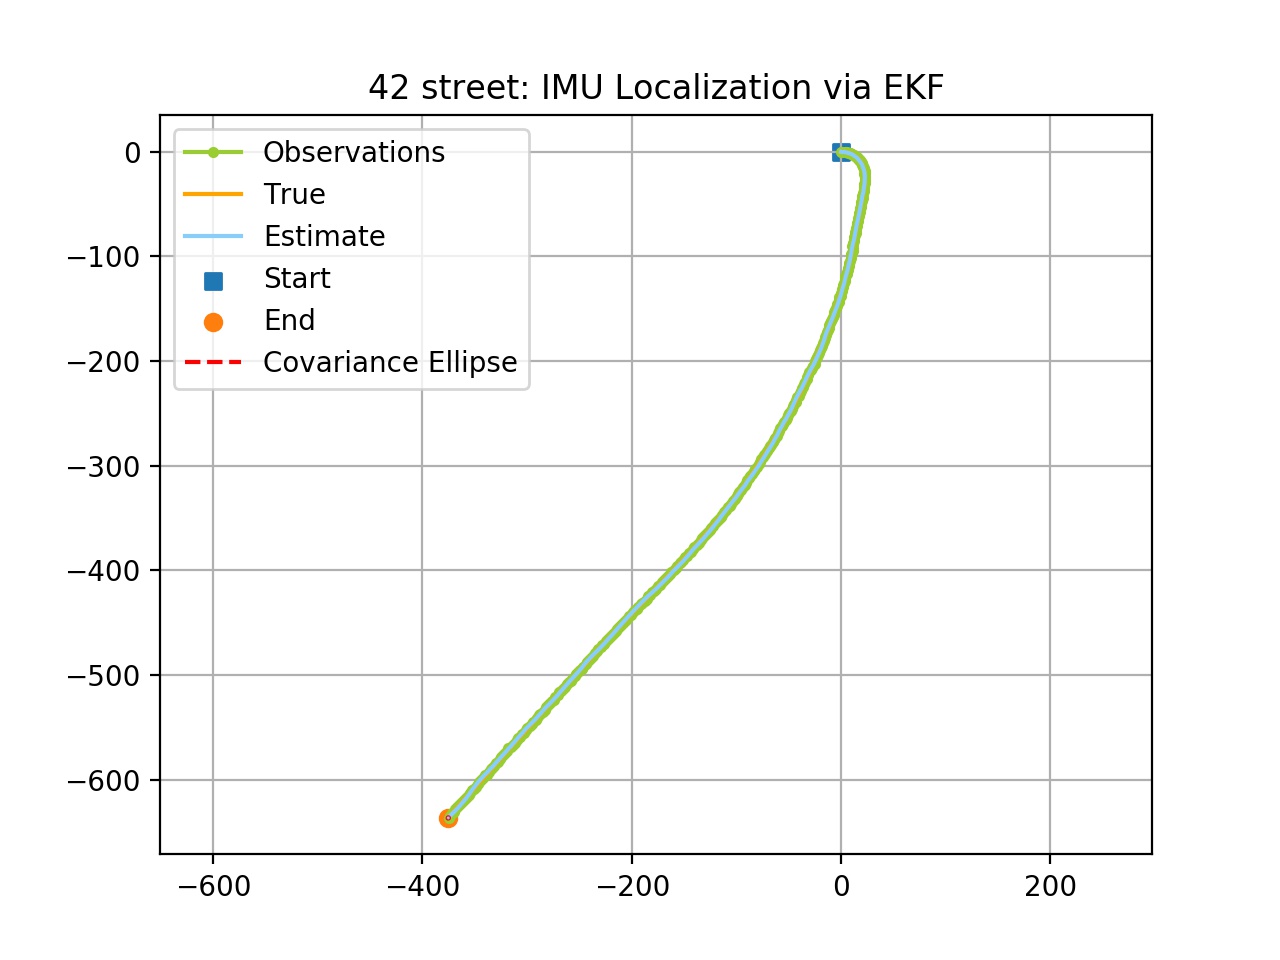 42 street: IMU Localization via EKF
Observations
True
Estimate
Start
End
Covariance Ellipse
0
−100
−200
−300
−400
−500
−600
−600 −400 −200 0 200